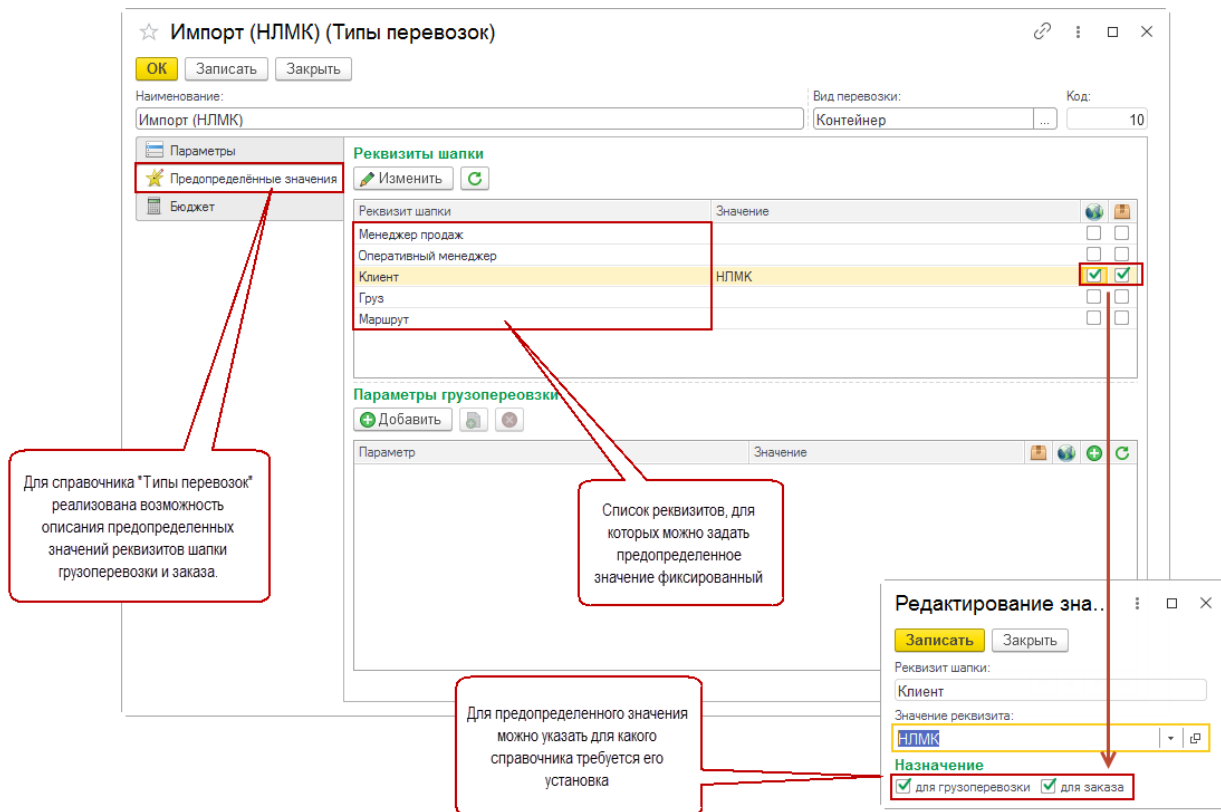 Импорт (НЛМК) (Типы перевозок)
ОК Записать Закрыть
Наименование: Вид перевозки: Код:
Импорт (НЛМК) Контейнер ... 10
Параметры
Предопределённые значения
Бюджет
Реквизиты шапки
Изменить
Реквизит шапки Значение
Менеджер продаж
Оперативный менеджер
Клиент НЛМК
Груз
Маршрут
Параметры грузопереовзки
Добавить
Параметр Значение
Для справочника "Типы перевозок"
реализована возможность
описания предопределенных
значений реквизитов шапки
грузоперевозки и заказа.
Список реквизитов, для
которых можно задать
предопределенное
значение фиксированный
Для предопределенного значения
можно указать для какого
справочника требуется его
установка
Редактирование зна...
Записать Закрыть
Реквизит шапки:
Клиент
Значение реквизита:
НЛМК
Назначение
для грузоперевозки для заказа